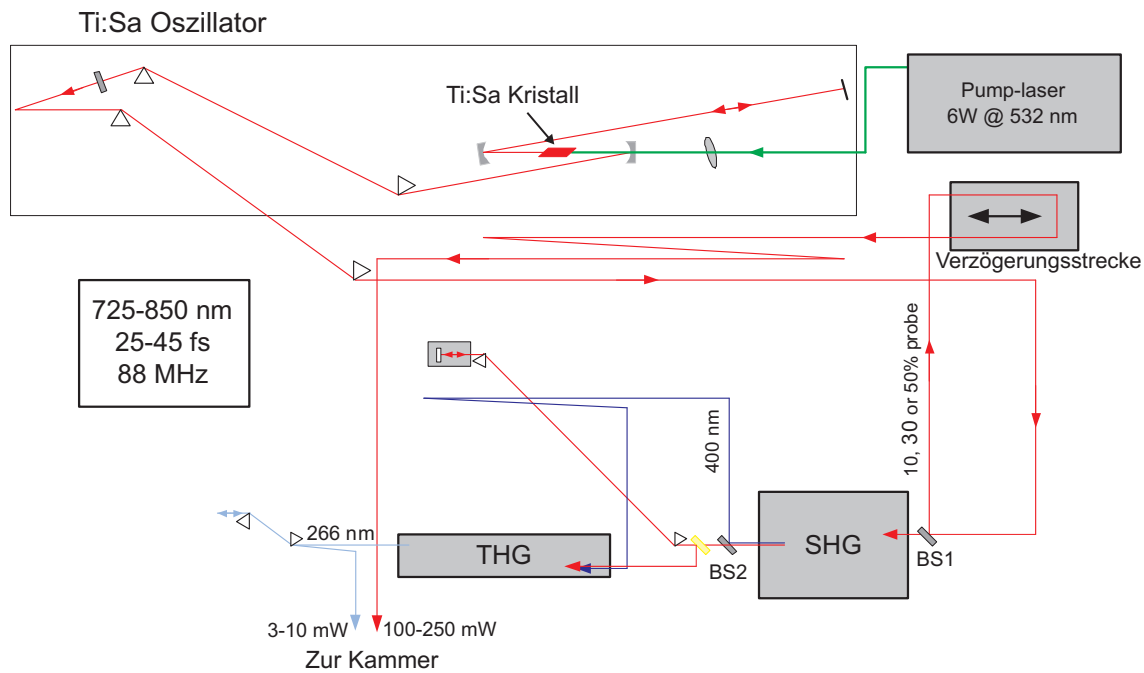 Ti:Sa Oszillator
Ti:Sa Kristall
Pump-laser
6W @ 532 nm
Verzögerungsstrecke
725-850 nm
25-45 fs
88 MHz
10, 30 or 50% probe
400 nm
266 nm
THG
BS2
SHG
BS1
3-10 mW
100-250 mW
Zur Kammer